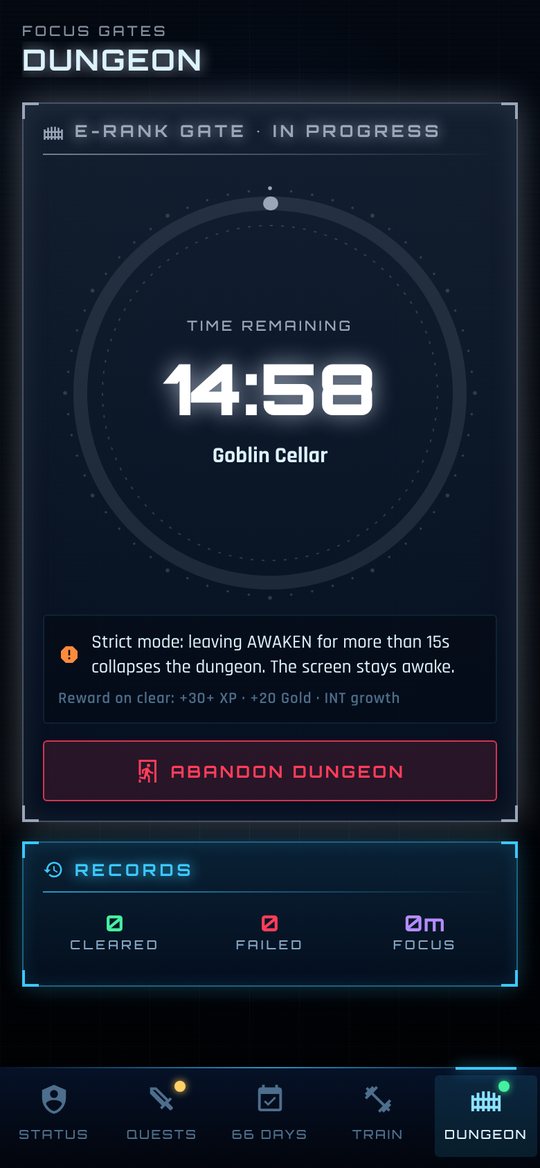 FOCUS GATES
DUNGEON
E-RANK GATE · IN PROGRESS
TIME REMAINING
14:58
Goblin Cellar
Strict mode: leaving AWAKEN for more than 15s
collapses the dungeon. The screen stays awake.
Reward on clear: +30+ XP · +20 Gold · INT growth
ABANDON DUNGEON
RECORDS
0 0 0m
CLEARED FAILED FOCUS
STATUS QUESTS 66 DAYS TRAIN DUNGEON